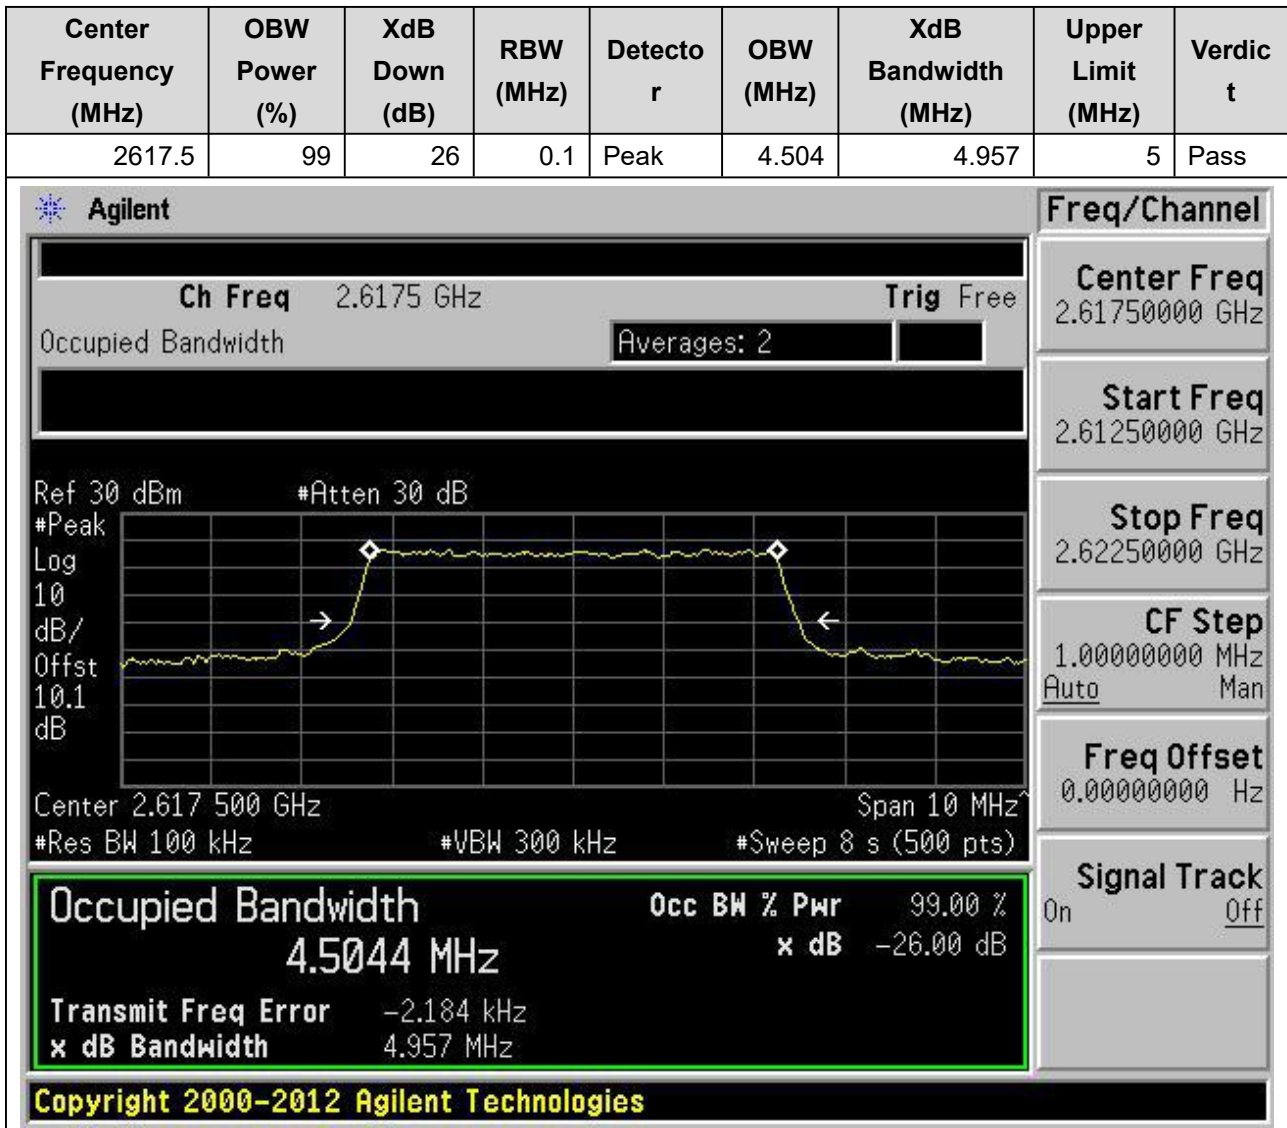 Center Frequency (MHz) OBW Power (%) XdB Down (dB) RBW (MHz) Detecto r OBW (MHz) XdB Bandwidth (MHz) Upper Limit (MHz) Verdic t
2617.5 99 26 0.1 Peak 4.504 4.957 5 Pass
Agilent
Freq/Channel
Ch Freq 2.6175 GHz Trig Free
Occupied Bandwidth Averages: 2
Center Freq
2.61750000 GHz
Start Freq
2.61250000 GHz
Stop Freq
2.62250000 GHz
CF Step
1.00000000 MHz
Auto Man
Freq Offset
0.00000000 Hz
Signal Track
On Off
Ref 30 dBm #Atten 30 dB
#Peak
Log
10
dB/
Offst
10.1
dB
Center 2.617 500 GHz Span 10 MHz^
#Res BW 100 kHz #VBW 300 kHz #Sweep 8 s (500 pts)
Occupied Bandwidth Occ BW % Pwr 99.00 %
4.5044 MHz x dB -26.00 dB
Transmit Freq Error -2.184 kHz
x dB Bandwidth 4.957 MHz
Copyright 2000-2012 Agilent Technologies